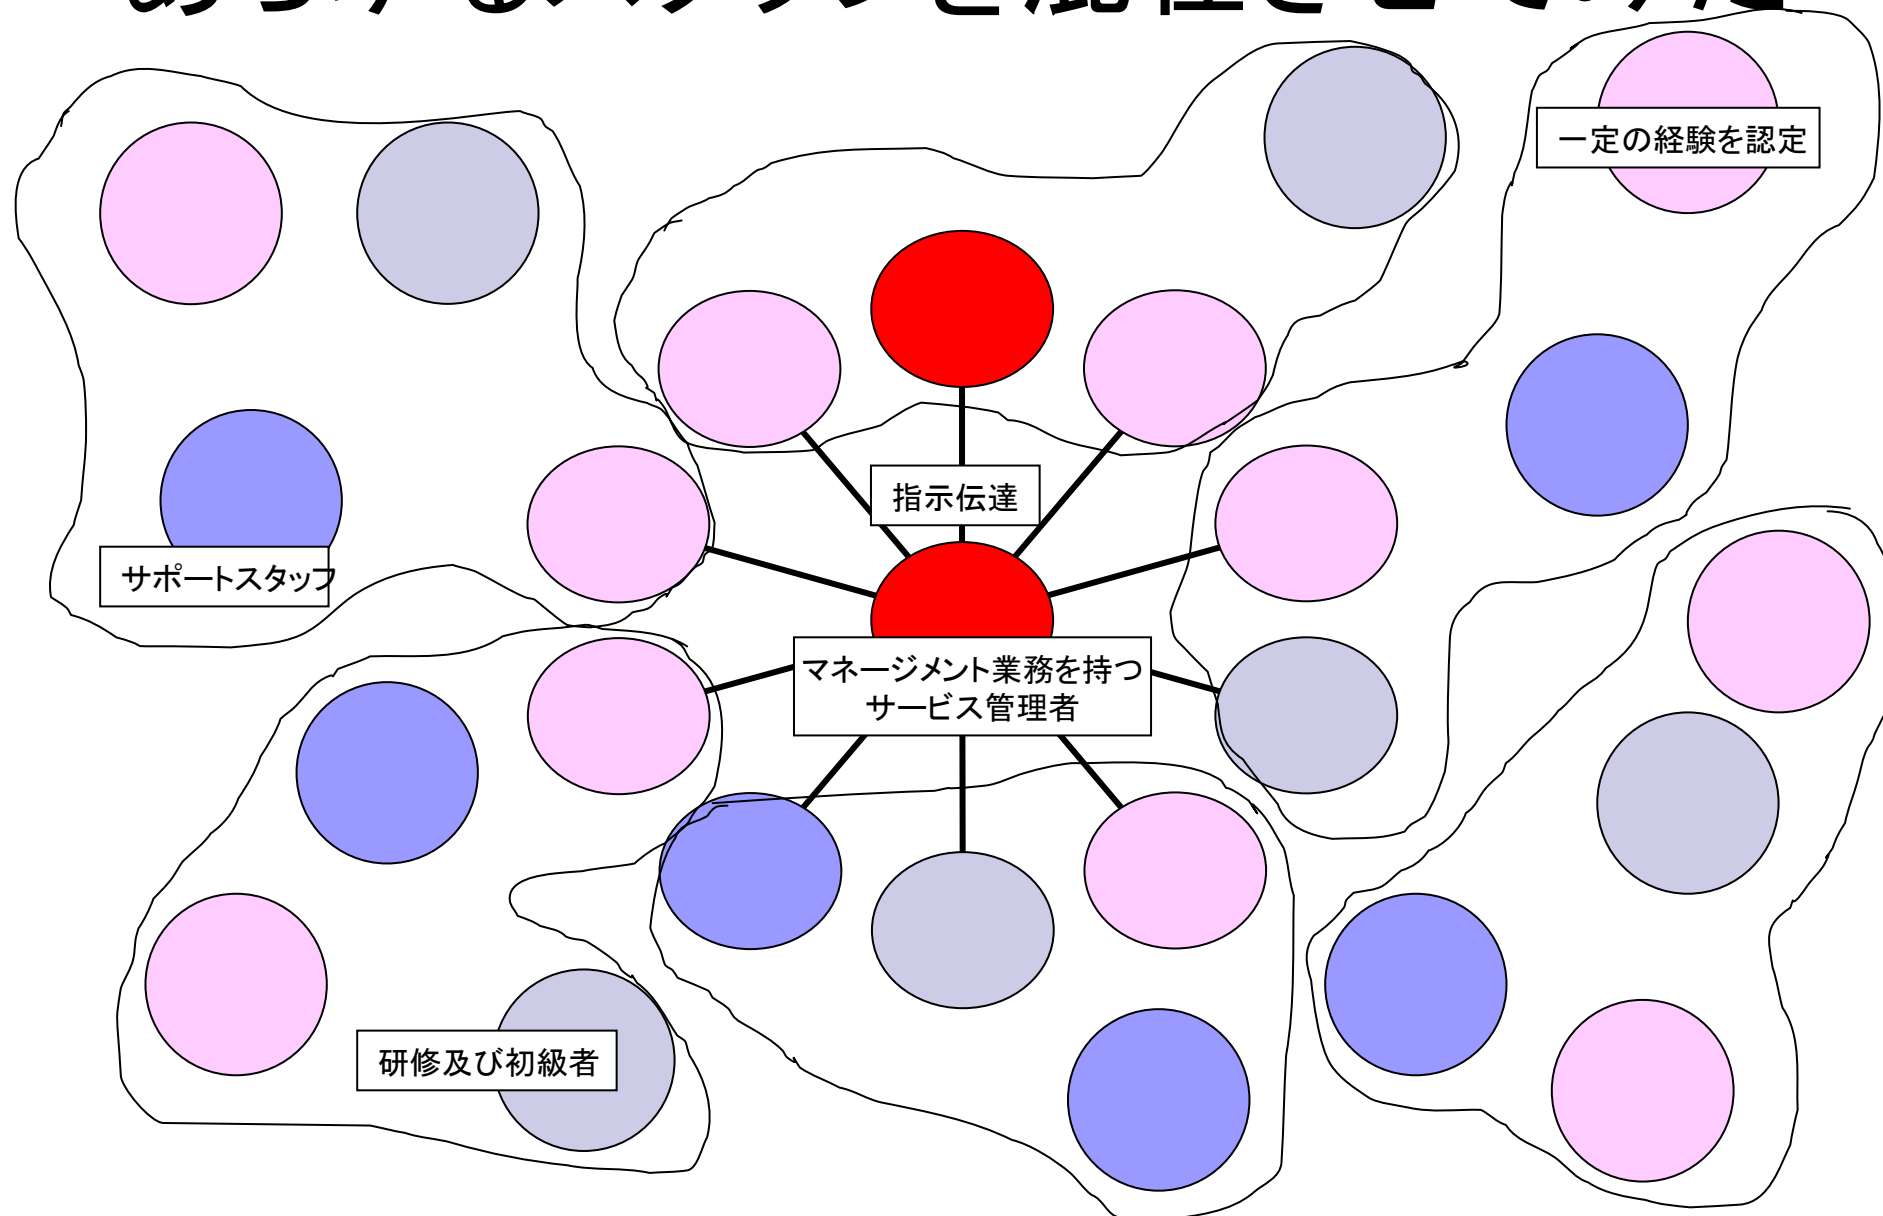 一定の経験を認定
指示伝達
サポートスタッフ
マネージメント業務を持つ
サービス管理者
研修及び初級者